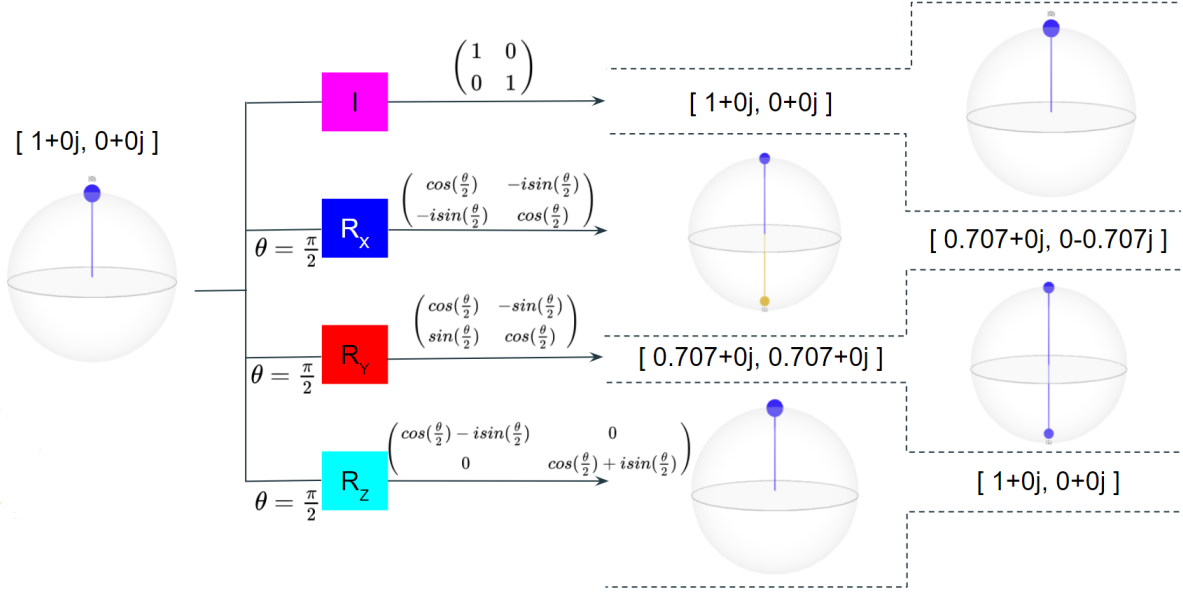 [ 1+0j, 0+0j ]
I
(1 0
0 1)
[ 1+0j, 0+0j ]
R_X
θ = π/2
(cos(θ/2) −isin(θ/2)
−isin(θ/2) cos(θ/2))
[ 0.707+0j, 0-0.707j ]
R_Y
θ = π/2
(cos(θ/2) −sin(θ/2)
sin(θ/2) cos(θ/2))
[ 0.707+0j, 0.707+0j ]
R_Z
θ = π/2
(cos(θ/2) − isin(θ/2) 0
0 cos(θ/2) + isin(θ/2))
[ 1+0j, 0+0j ]